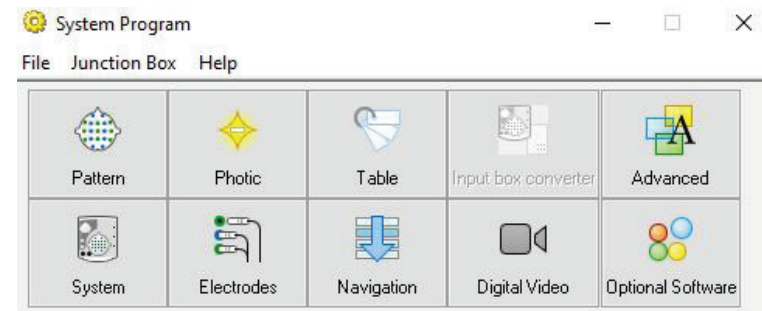 System Program
File Junction Box Help
Pattern Photic Table Input box converter Advanced
System Electrodes Navigation Digital Video Optional Software